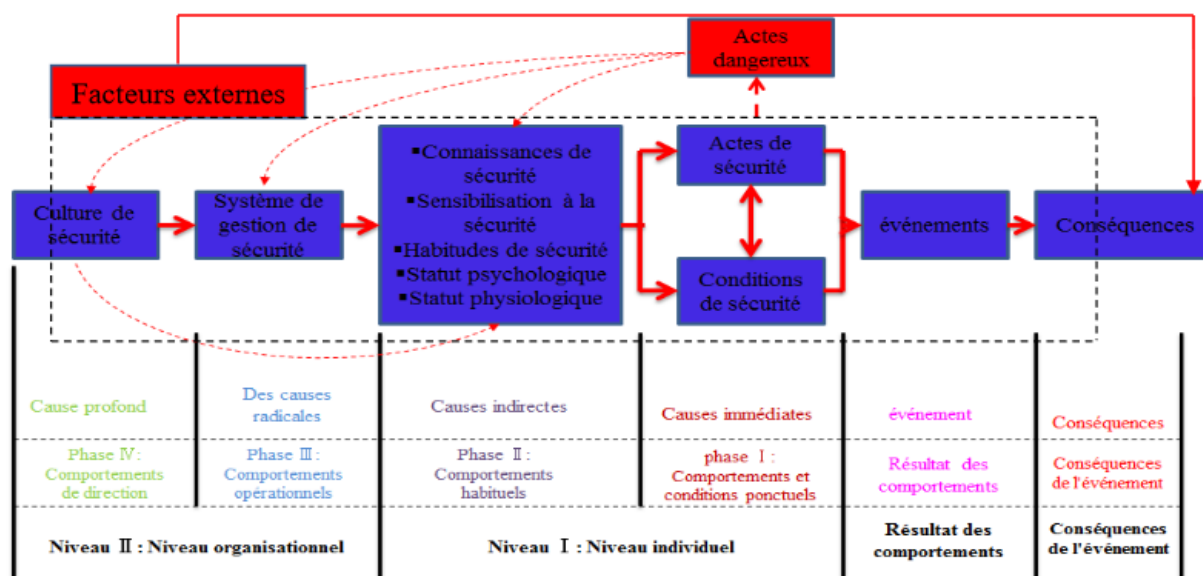 Actes
dangereux
Facteurs externes
Culture de
sécurité
Système de
gestion de
sécurité
▪Connaissances de
sécurité
▪Sensibilisation à la
sécurité
▪Habitudes de sécurité
▪Statut psychologique
▪Statut physiologique
Actes de
sécurité
Conditions
de sécurité
événements
Conséquences
Cause profond
Des causes
radicales
Causes indirectes
Causes immédiates
événement
Conséquences
Phase Ⅳ:
Comportements
de direction
Phase Ⅲ:
Comportements
opérationnels
Phase Ⅱ:
Comportements
habituels
phase Ⅰ:
Comportements et
conditions ponctuels
Résultat des
comportements
Conséquences
de l'événement
Niveau Ⅱ : Niveau organisationnel
Niveau Ⅰ : Niveau individuel
Résultat des
comportements
Conséquences
de l'événement